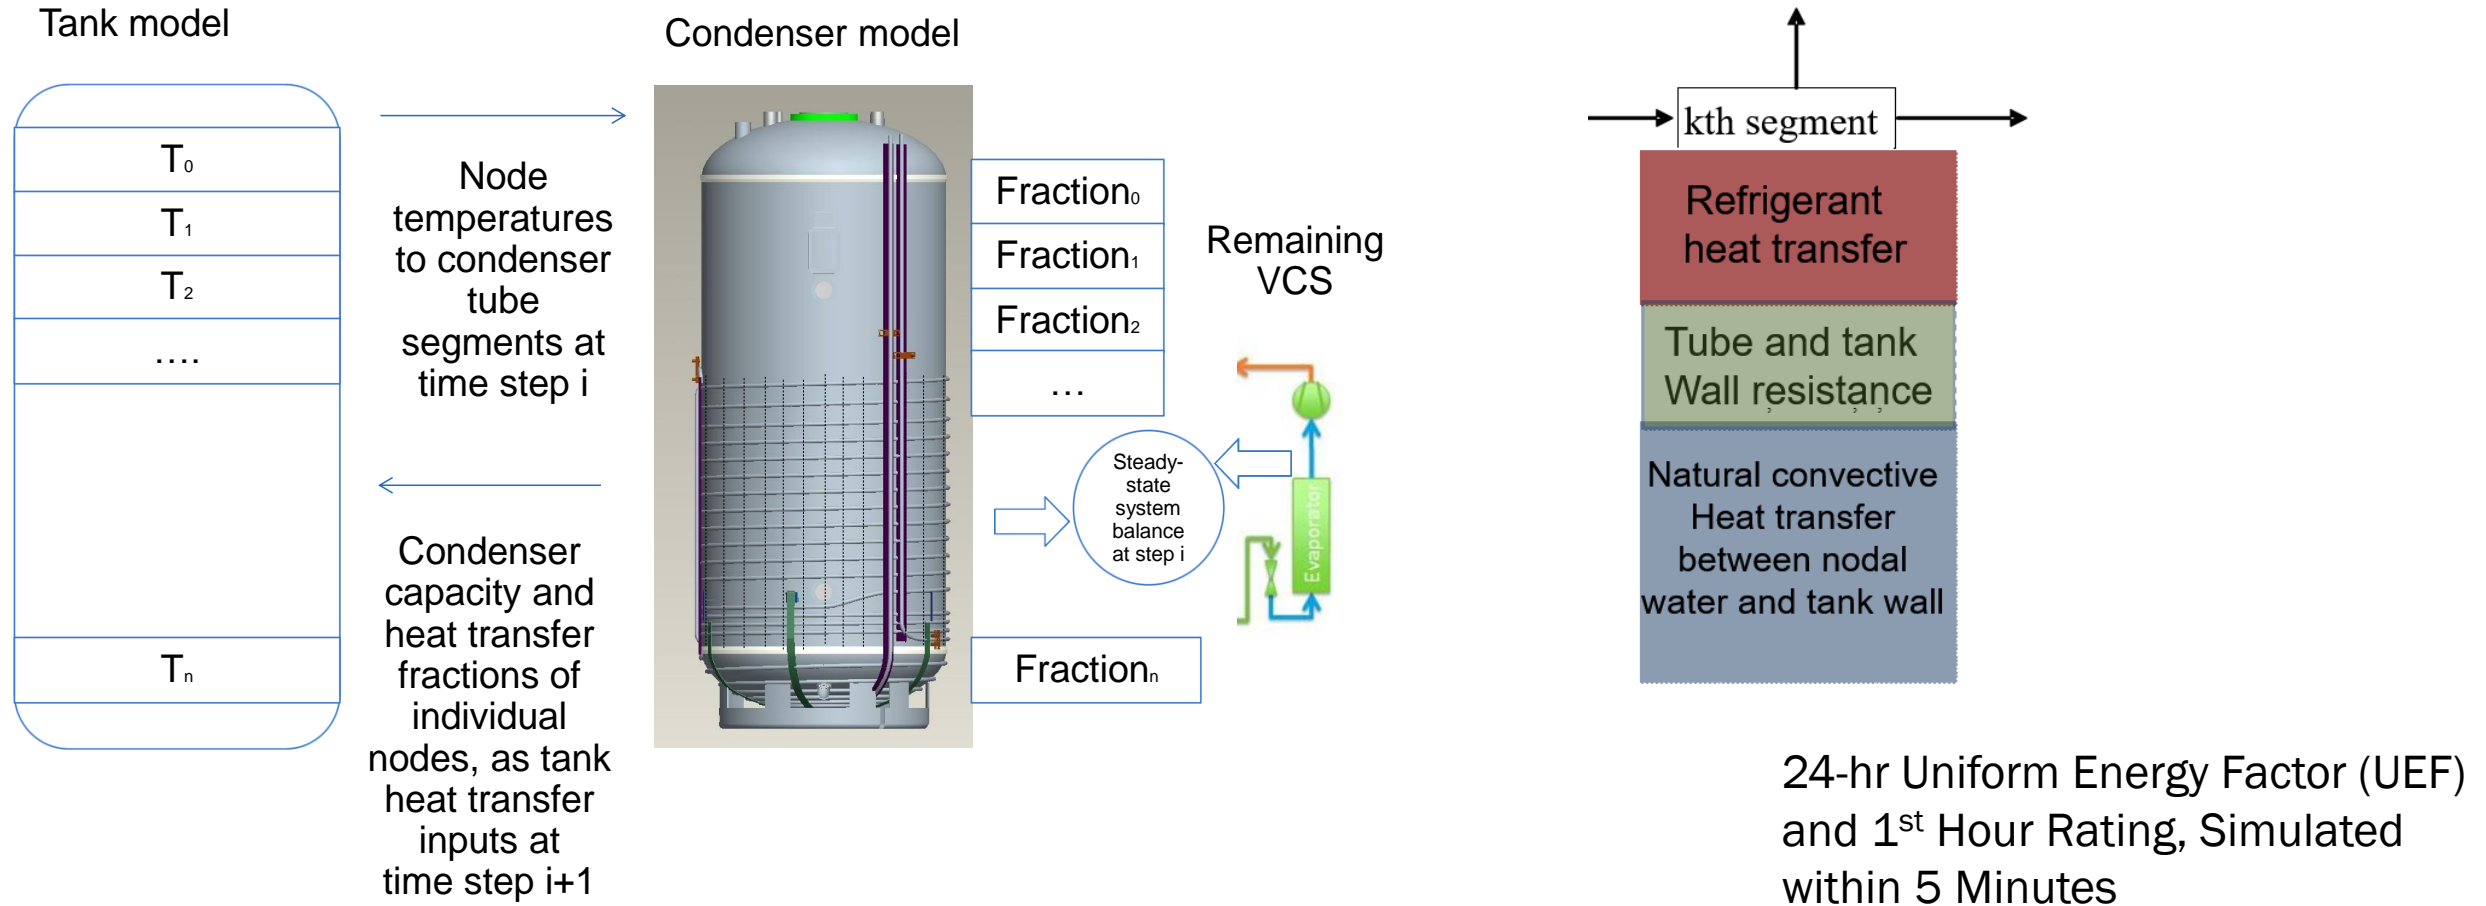 Tank model
T₀
T₁
T₂
....
Tₙ
Node
temperatures
to condenser
tube
segments at
time step i
Condenser
capacity and
heat transfer
fractions of
individual
nodes, as tank
heat transfer
inputs at
time step i+1
Condenser model
Fraction₀
Fraction₁
Fraction₂
...
Fractionₙ
Steady-
state
system
balance
at step i
Remaining
VCS
Evaporator
kth segment
Refrigerant
heat transfer
Tube and tank
Wall resistance
Natural convective
Heat transfer
between nodal
water and tank wall
24-hr Uniform Energy Factor (UEF)
and 1st Hour Rating, Simulated
within 5 Minutes